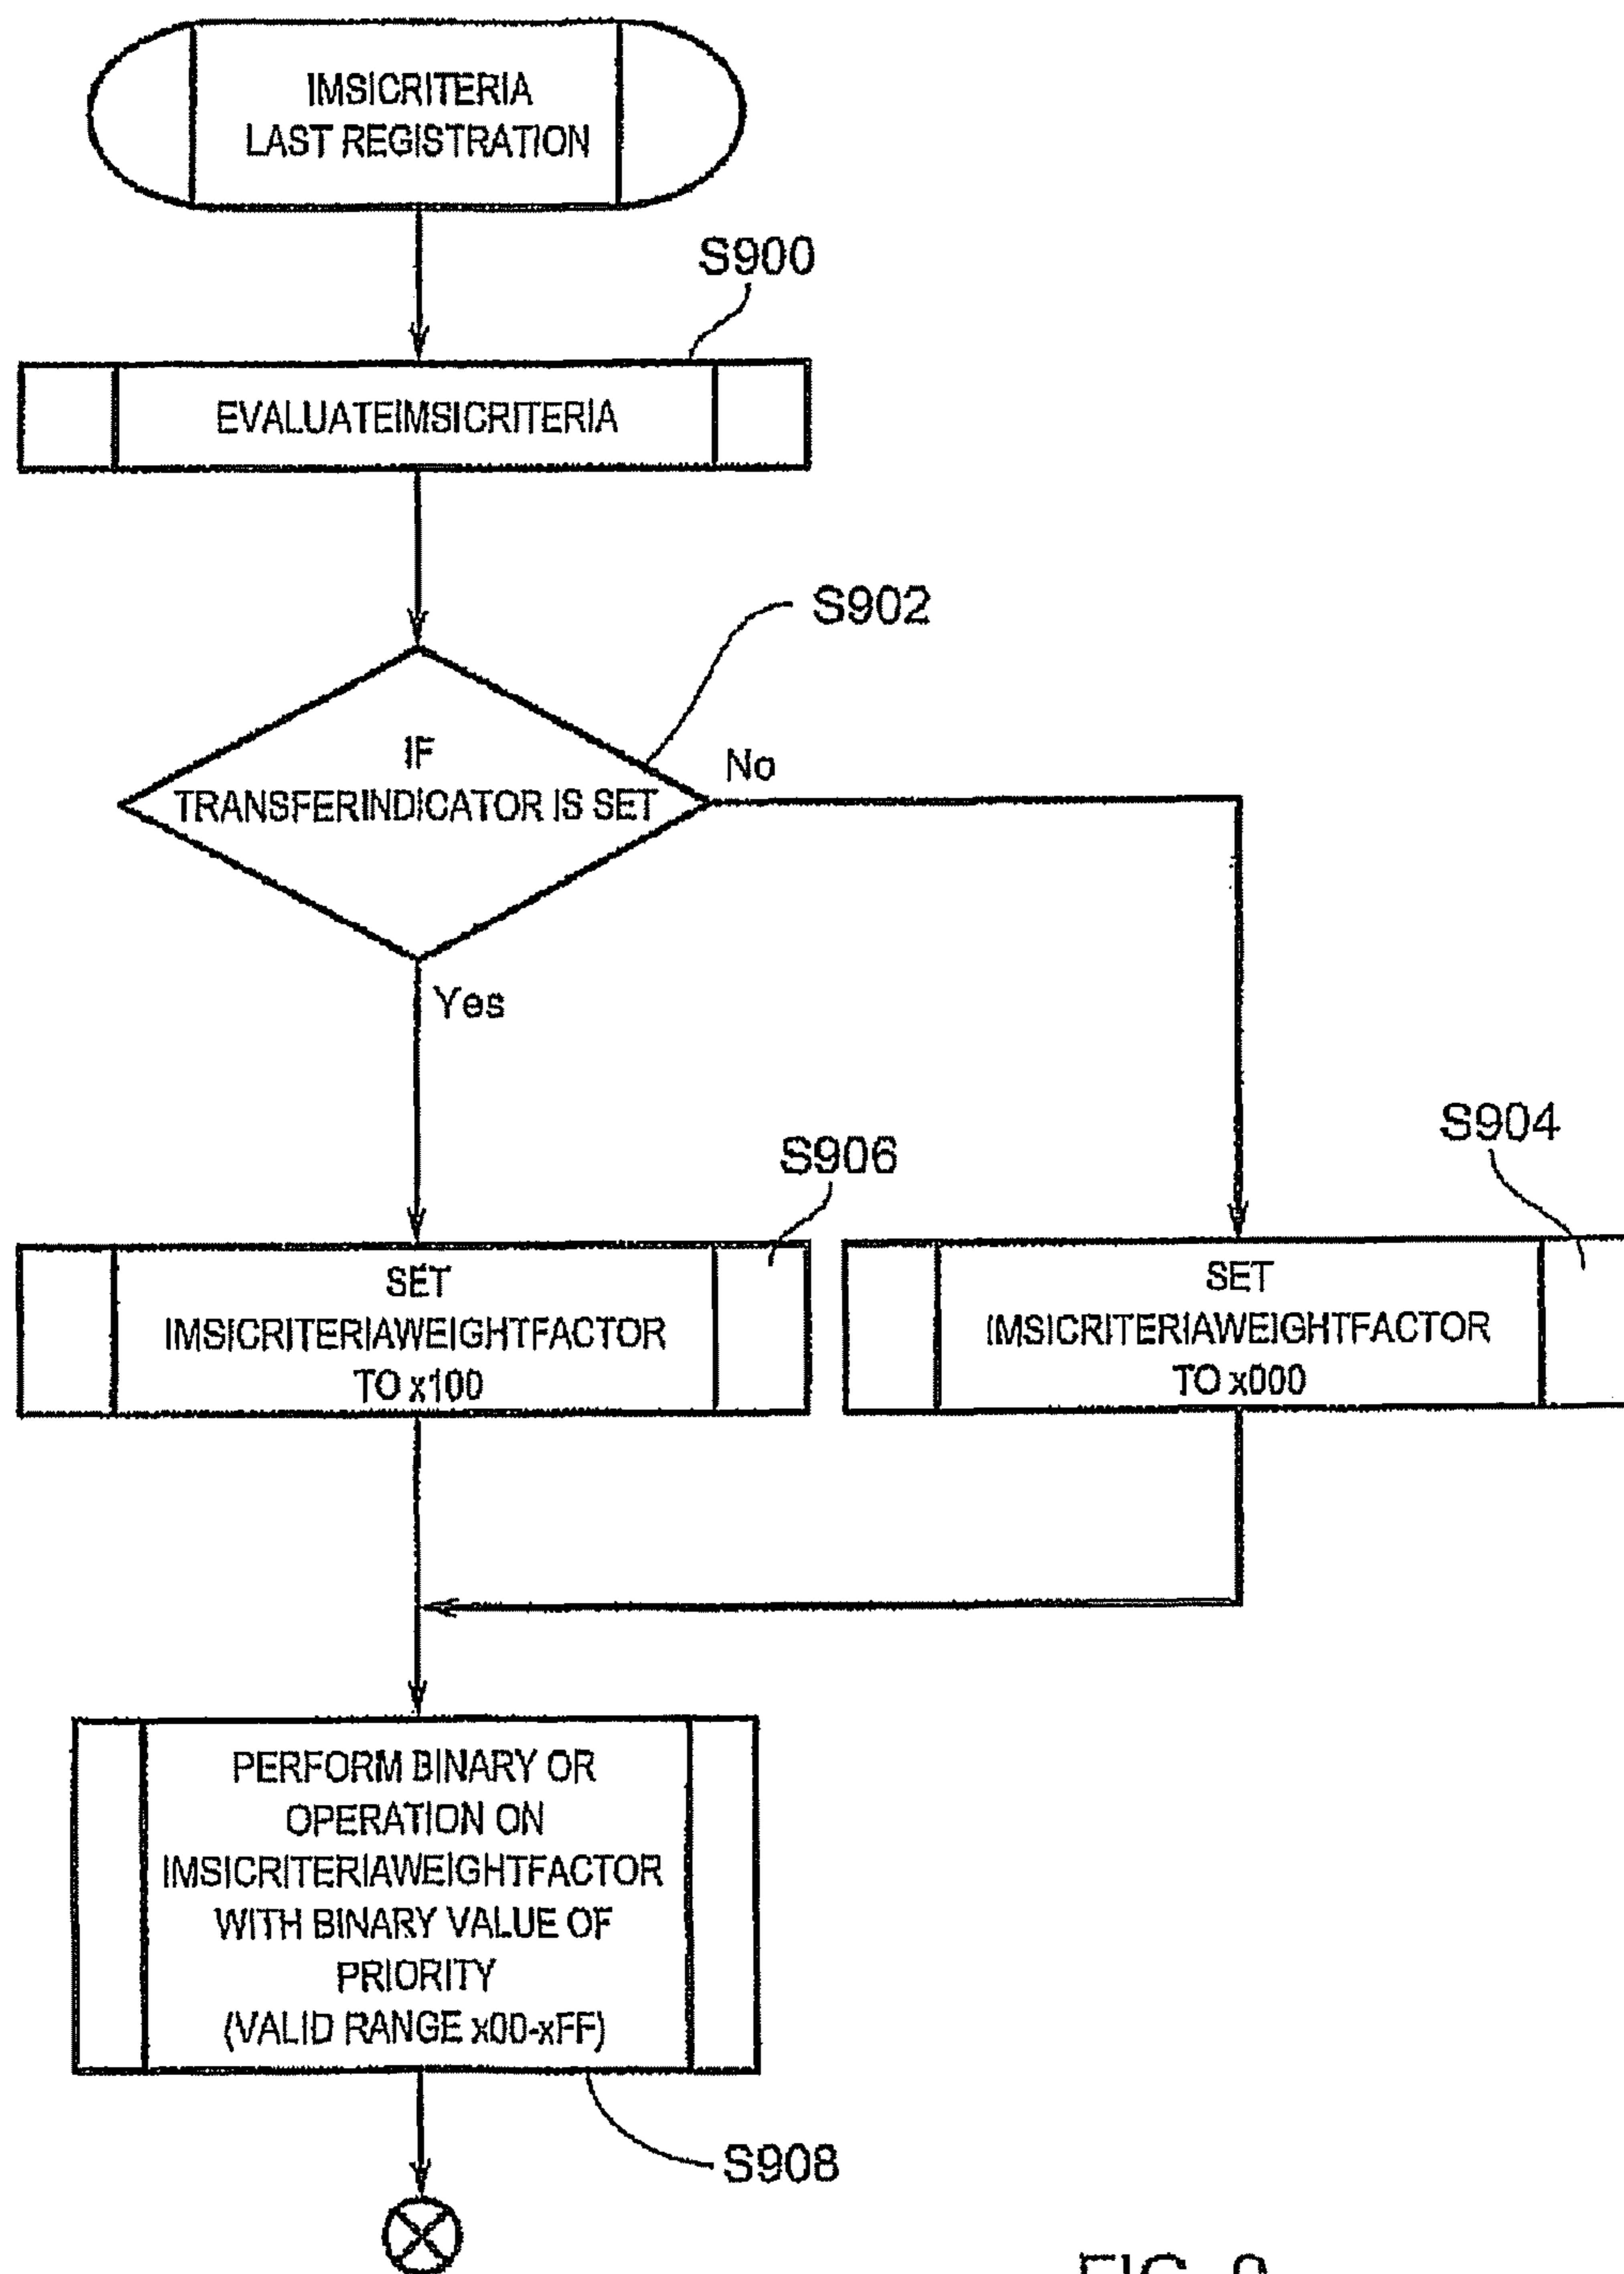 IMSICRITERIA
LAST REGISTRATION
S900
EVALUATEIMSICRITERIA
S902
IF
TRANSFERINDICATOR IS SET
No
Yes
S906
S904
SET
IMSICRITERIAWEIGHTFACTOR
TO x100
SET
IMSICRITERIAWEIGHTFACTOR
TO x000
PERFORM BINARY OR
OPERATION ON
IMSICRITERIAWEIGHTFACTOR
WITH BINARY VALUE OF
PRIORITY
(VALID RANGE x00-xFF)
S908
FIG. 9